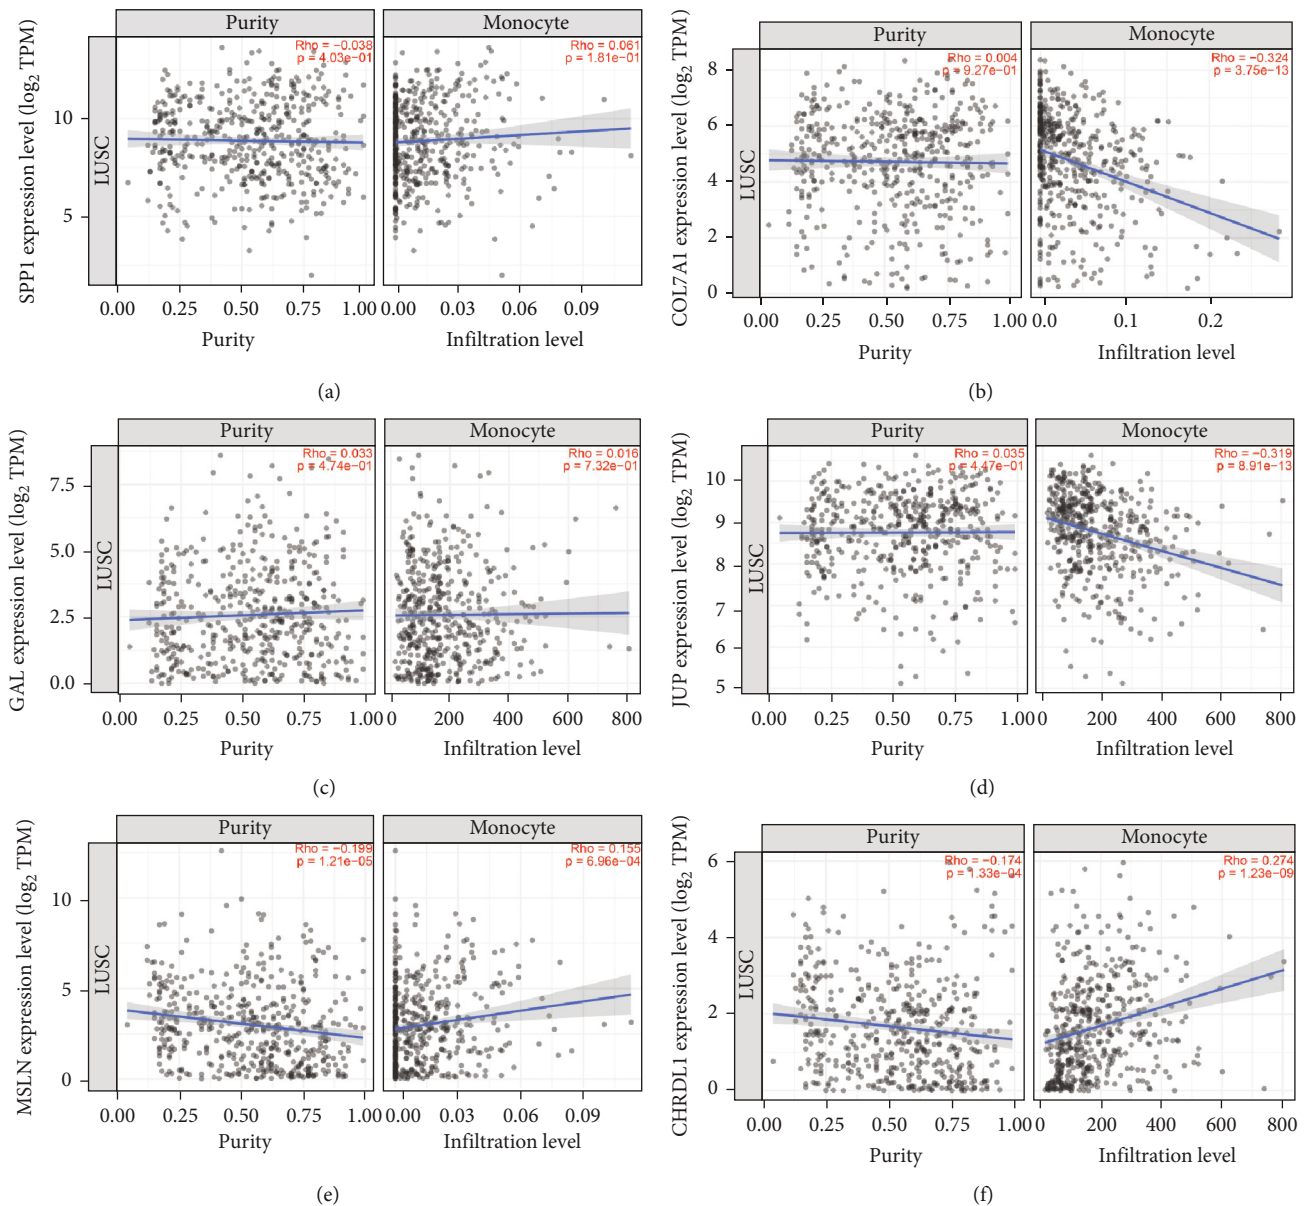 Purity
Monocyte
SPP1 expression level (log2 TPM)
LUSC
Rho = −0.038
p = 4.03e−01
Rho = 0.061
p = 1.81e−01
10
5
0.00 0.25 0.50 0.75 1.00
0.00 0.03 0.06 0.09
Purity
Infiltration level
(a)
Purity
Monocyte
COL7A1 expression level (log2 TPM)
LUSC
Rho = 0.004
p = 9.27e−01
Rho = −0.324
p = 3.75e−13
8
6
4
2
0
0.00 0.25 0.50 0.75 1.00
0.0 0.1 0.2
Purity
Infiltration level
(b)
Purity
Monocyte
GAL expression level (log2 TPM)
LUSC
Rho = 0.033
p = 4.74e−01
Rho = 0.016
p = 7.32e−01
7.5
5.0
2.5
0.0
0.00 0.25 0.50 0.75 1.00
0 200 400 600 800
Purity
Infiltration level
(c)
Purity
Monocyte
JUP expression level (log2 TPM)
LUSC
Rho = 0.035
p = 4.47e−01
Rho = −0.319
p = 8.91e−13
10
9
8
7
6
5
0.00 0.25 0.50 0.75 1.00
0 200 400 600 800
Purity
Infiltration level
(d)
Purity
Monocyte
MSLN expression level (log2 TPM)
LUSC
Rho = −0.199
p = 1.21e−05
Rho = 0.155
p = 6.96e−04
10
5
0
0.00 0.25 0.50 0.75 1.00
0.00 0.03 0.06 0.09
Purity
Infiltration level
(e)
Purity
Monocyte
CHRDL1 expression level (log2 TPM)
LUSC
Rho = −0.174
p = 1.33e−04
Rho = 0.274
p = 1.23e−09
6
4
2
0
0.00 0.25 0.50 0.75 1.00
0 200 400 600 800
Purity
Infiltration level
(f)